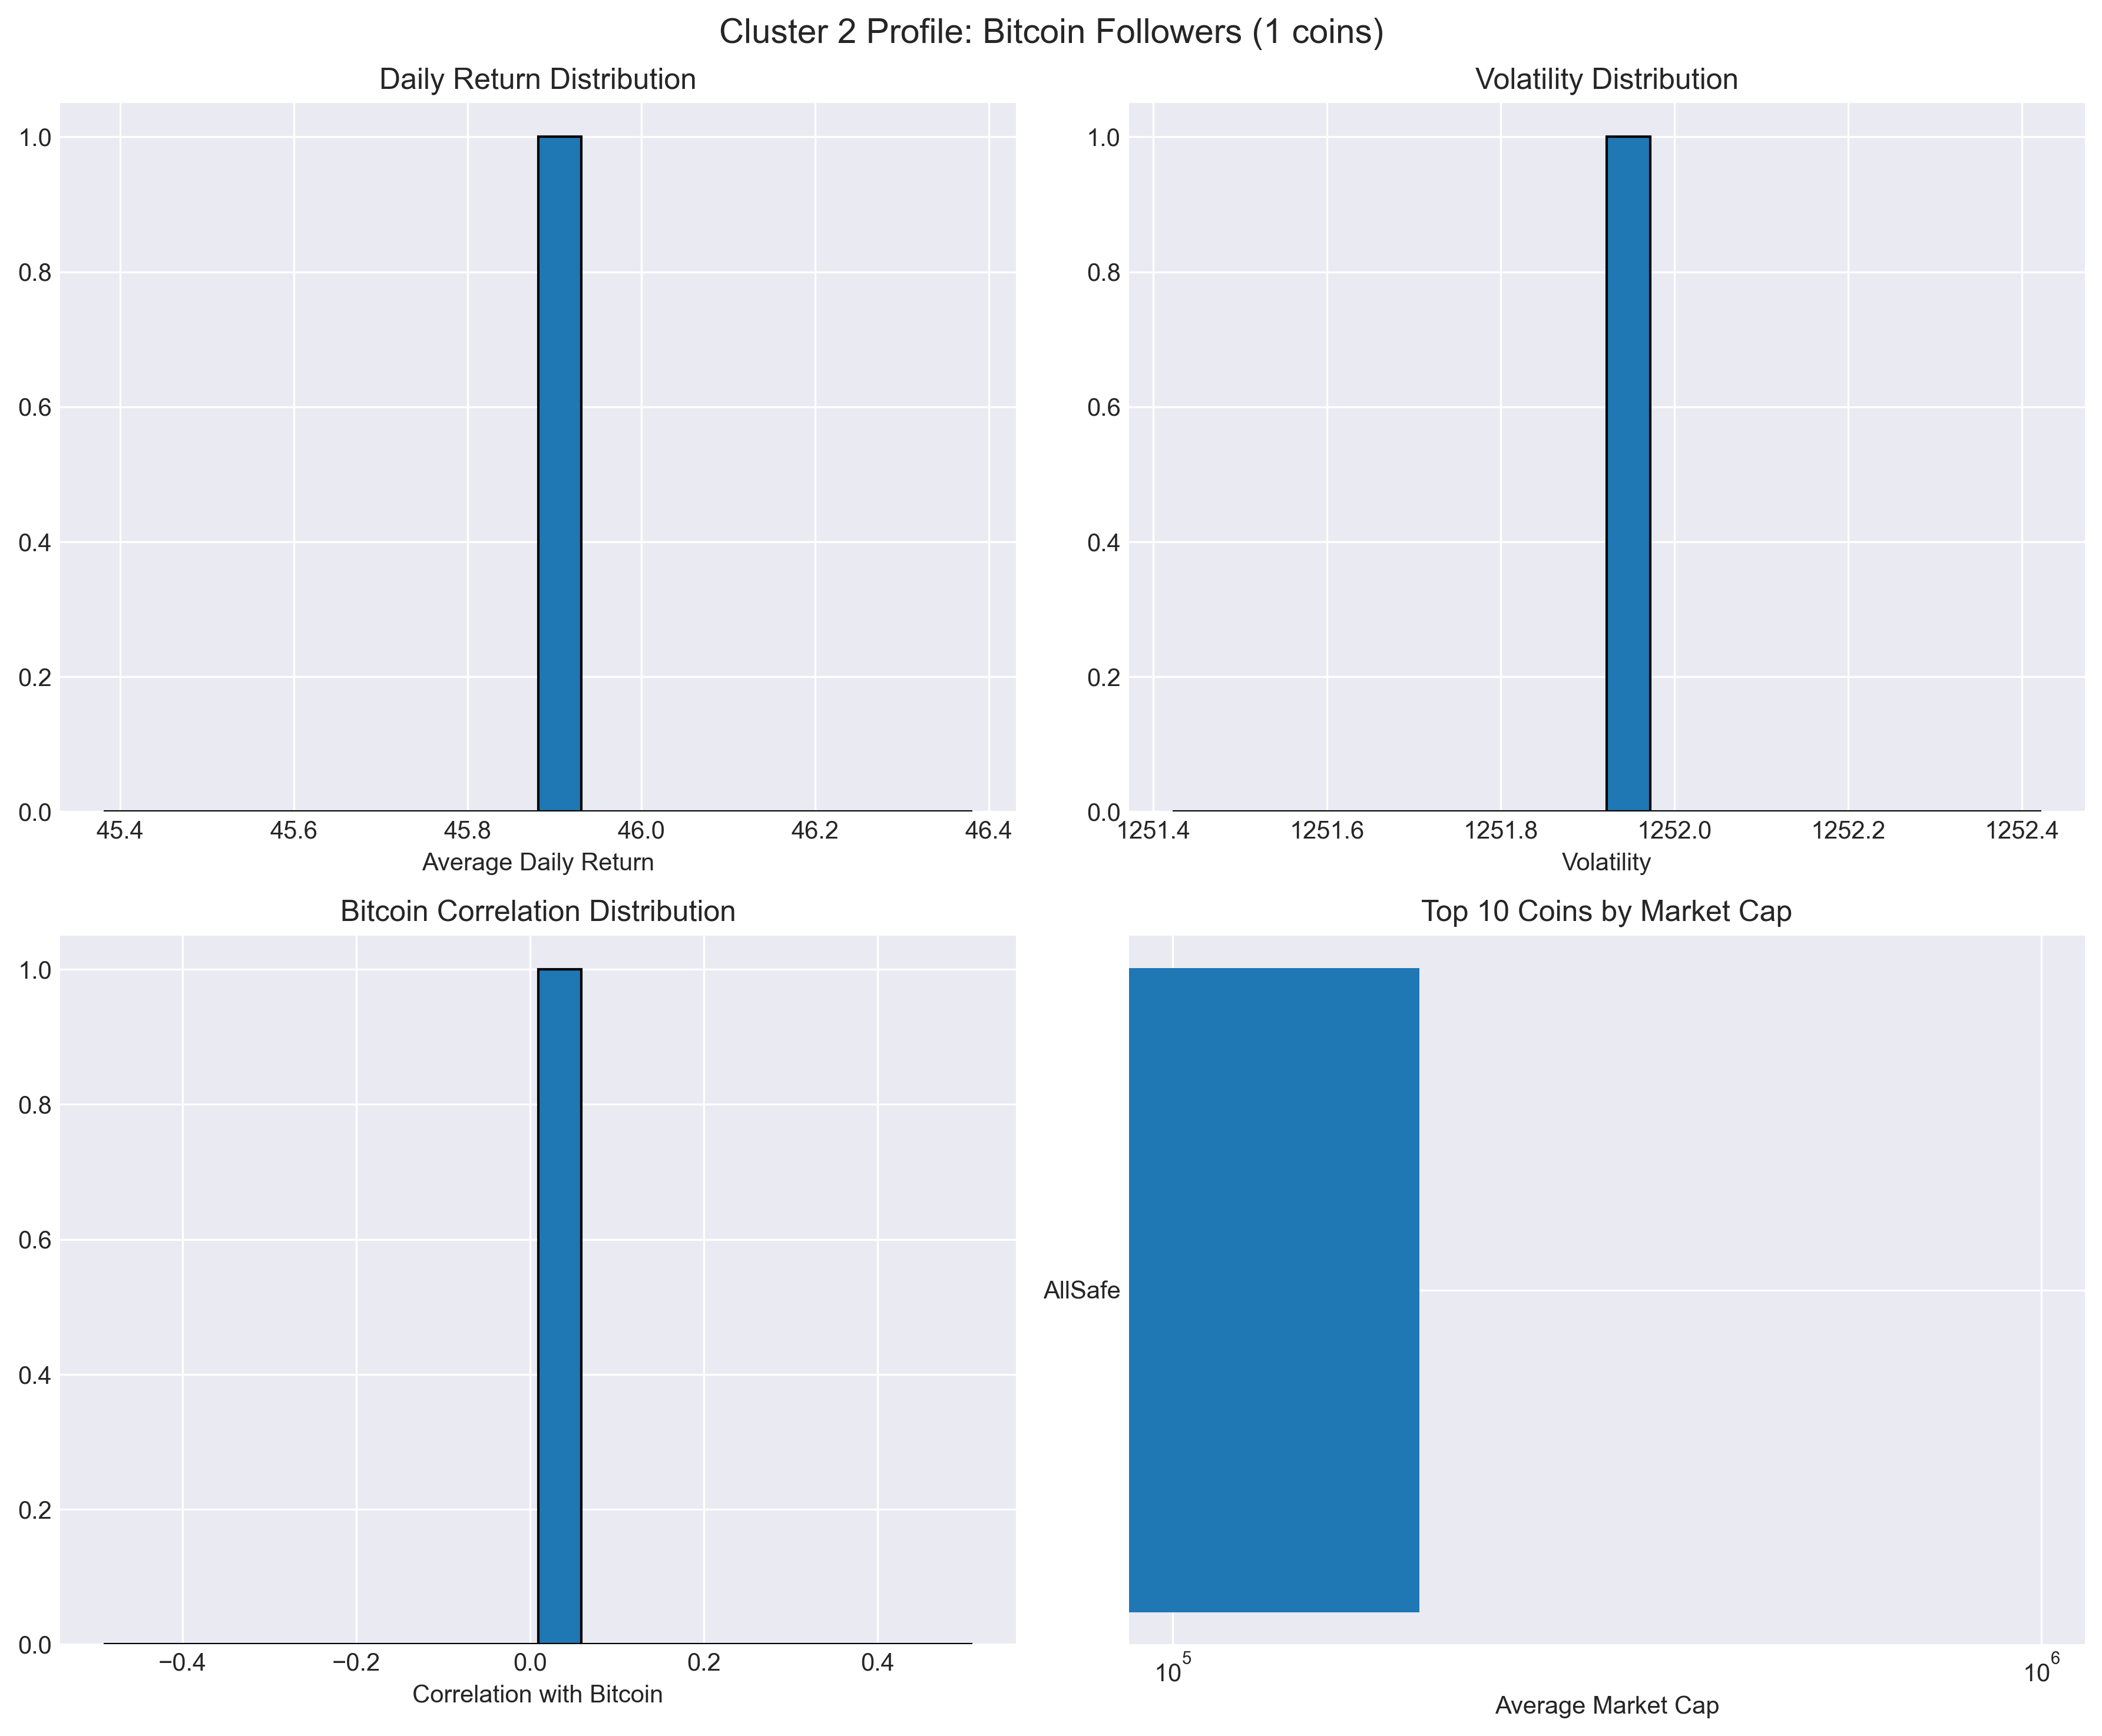 Cluster 2 Profile: Bitcoin Followers (1 coins)
Daily Return Distribution
1.0
0.8
0.6
0.4
0.2
0.0
45.4 45.6 45.8 46.0 46.2 46.4
Average Daily Return
Volatility Distribution
1.0
0.8
0.6
0.4
0.2
0.0
1251.4 1251.6 1251.8 1252.0 1252.2 1252.4
Volatility
Bitcoin Correlation Distribution
1.0
0.8
0.6
0.4
0.2
0.0
−0.4 −0.2 0.0 0.2 0.4
Correlation with Bitcoin
Top 10 Coins by Market Cap
AllSafe
10⁵ 10⁶
Average Market Cap